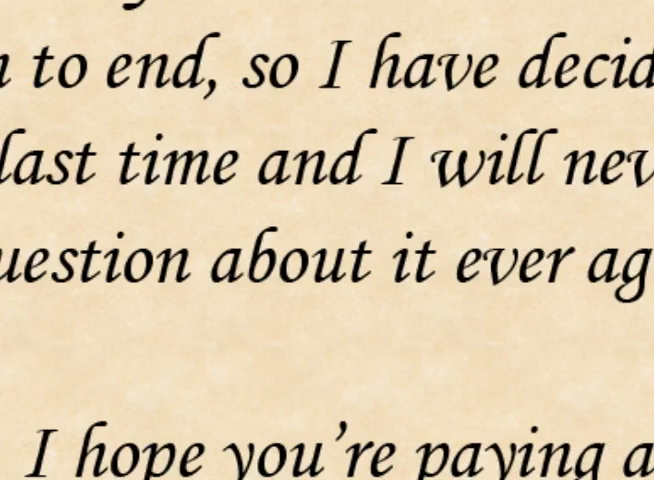 n to end, so I have decid
last time and I will nev
uestion about it ever ag
I hope you're paying a